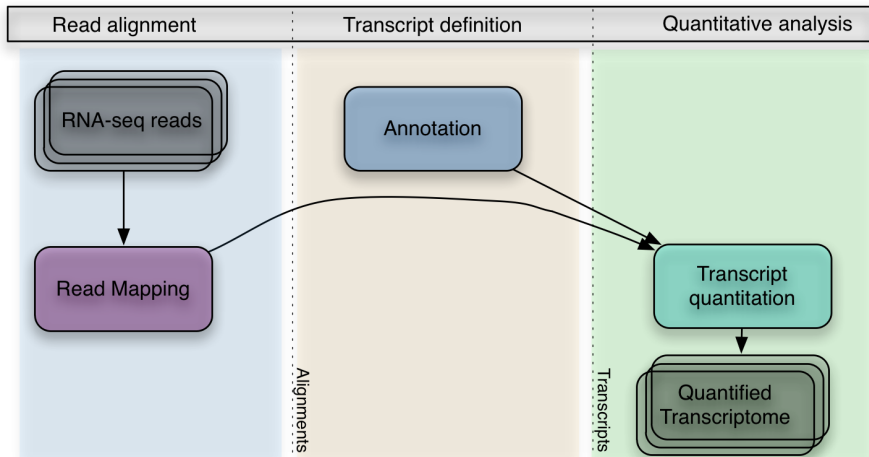 Read alignment
Transcript definition
Quantitative analysis
RNA-seq reads
Annotation
Read Mapping
Transcript
quantitation
Alignments
Transcripts
Quantified
Transcriptome